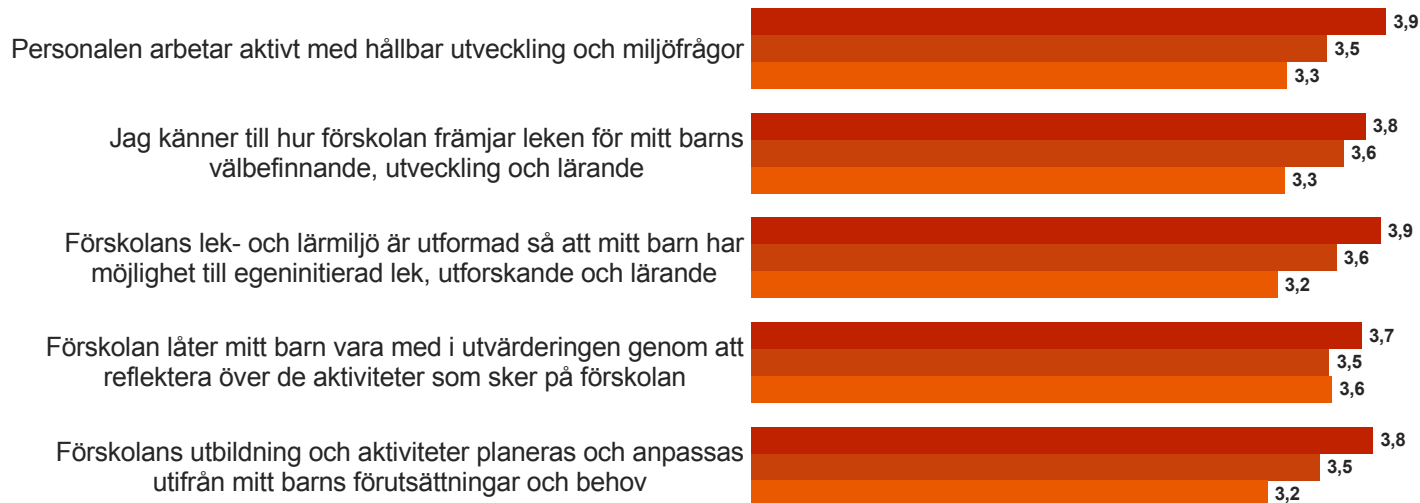 Personalen arbetar aktivt med hållbar utveckling och miljöfrågor
3,9
3,5
3,3
Jag känner till hur förskolan främjar leken för mitt barns
välbefinnande, utveckling och lärande
3,8
3,6
3,3
Förskolans lek- och lärmiljö är utformad så att mitt barn har
möjlighet till egeninitierad lek, utforskande och lärande
3,9
3,6
3,2
Förskolan låter mitt barn vara med i utvärderingen genom att
reflektera över de aktiviteter som sker på förskolan
3,7
3,5
3,6
Förskolans utbildning och aktiviteter planeras och anpassas
utifrån mitt barns förutsättningar och behov
3,8
3,5
3,2